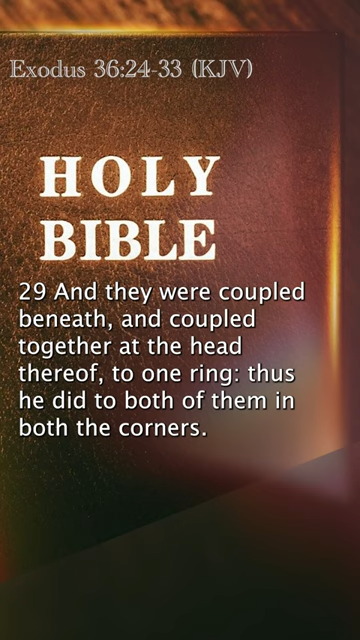 Exodus 36:24-33 (KJV)
HOLY
BIBLE
29 And they were coupled
beneath, and coupled
together at the head
thereof, to one ring: thus
he did to both of them in
both the corners.